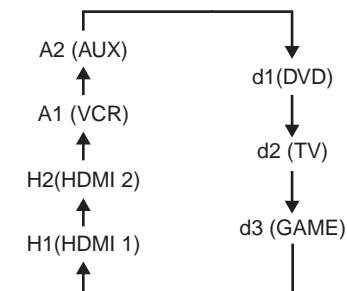 A2 (AUX)
A1 (VCR)
H2(HDMI 2)
H1(HDMI 1)
d1(DVD)
d2 (TV)
d3 (GAME)